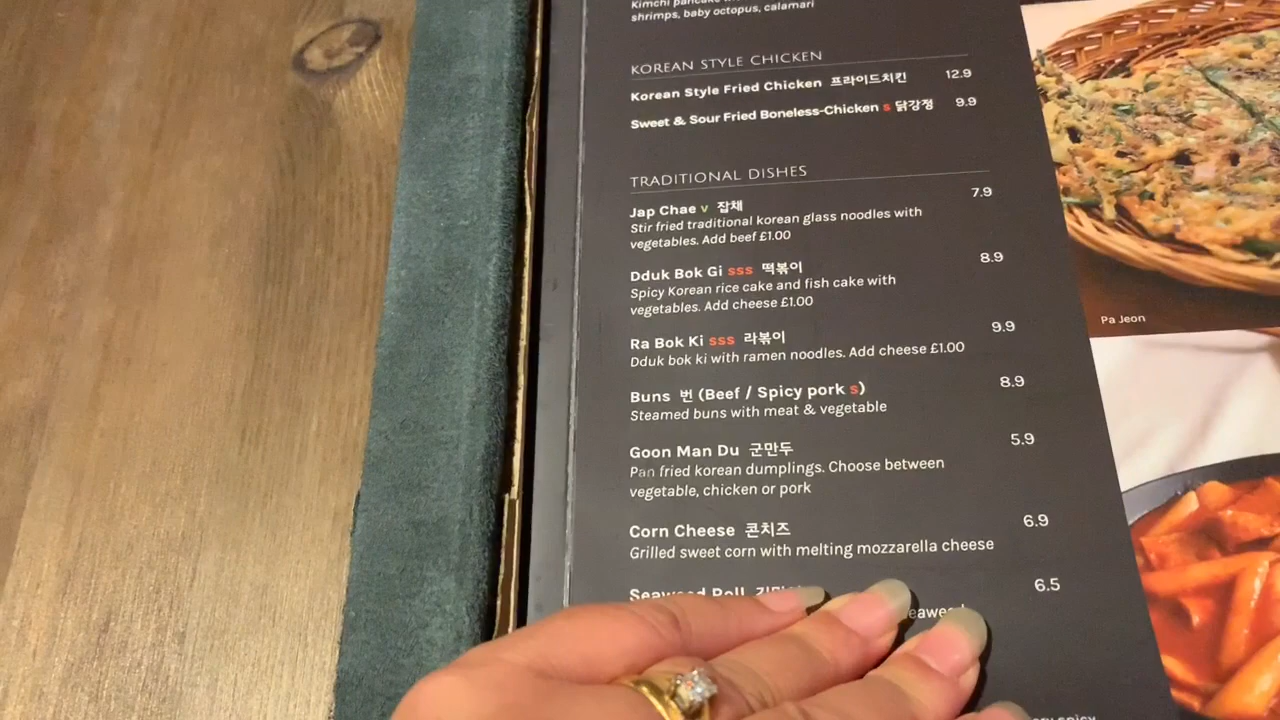 Kimchi pancake
shrimps, baby octopus, calamari
KOREAN STYLE CHICKEN
Korean Style Fried Chicken 프라이드치킨 12.9
Sweet & Sour Fried Boneless-Chicken s 닭강정 9.9
TRADITIONAL DISHES
Jap Chae v 잡채 7.9
Stir fried traditional korean glass noodles with
vegetables. Add beef £1.00
Dduk Bok Gi sss 떡볶이 8.9
Spicy Korean rice cake and fish cake with
vegetables. Add cheese £1.00
Ra Bok Ki sss 라볶이 9.9
Dduk bok ki with ramen noodles. Add cheese £1.00
Buns 번 (Beef / Spicy pork s) 8.9
Steamed buns with meat & vegetable
Goon Man Du 군만두 5.9
Pan fried korean dumplings. Choose between
vegetable, chicken or pork
Corn Cheese 콘치즈 6.9
Grilled sweet corn with melting mozzarella cheese
Seaweed Roll 6.5
Pa Jeon